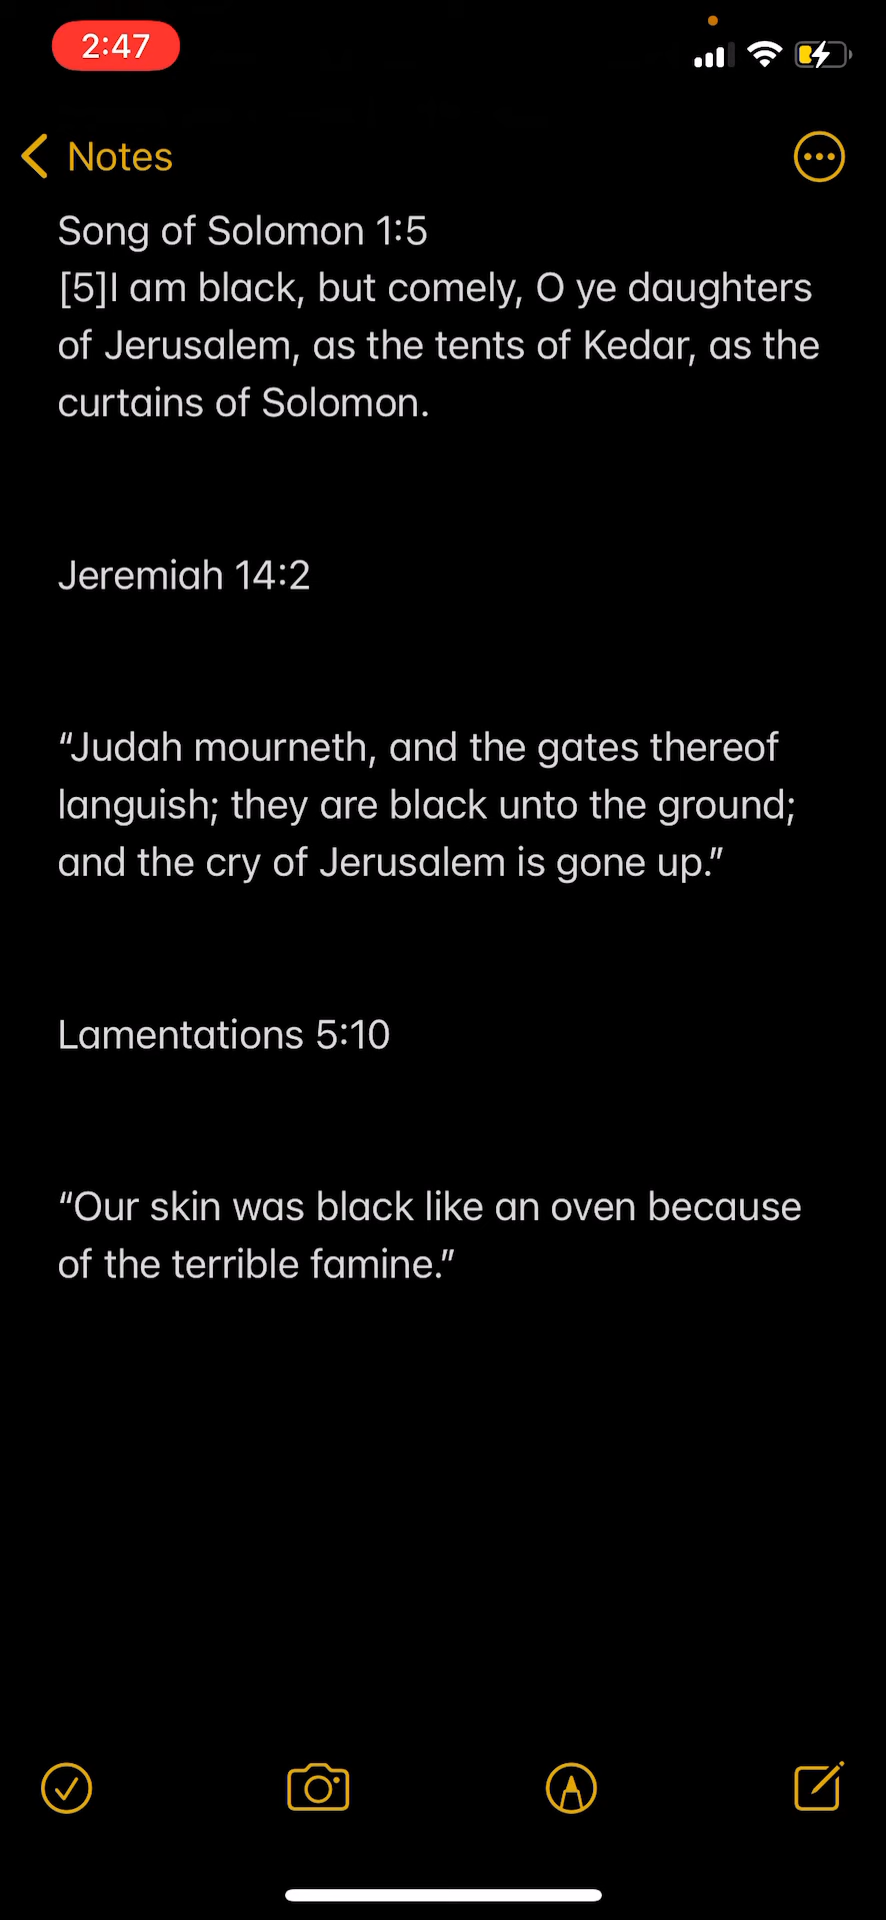 2:47
Notes
Song of Solomon 1:5
[5]I am black, but comely, O ye daughters
of Jerusalem, as the tents of Kedar, as the
curtains of Solomon.
Jeremiah 14:2
“Judah mourneth, and the gates thereof
languish; they are black unto the ground;
and the cry of Jerusalem is gone up.”
Lamentations 5:10
“Our skin was black like an oven because
of the terrible famine.”